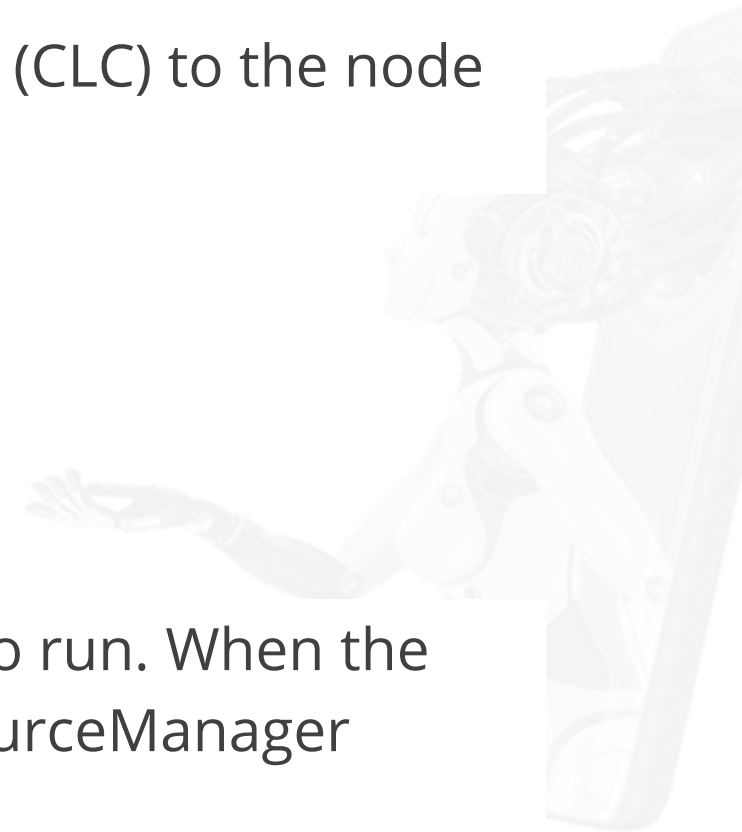 (CLC) to the node
o run. When the
urceManager